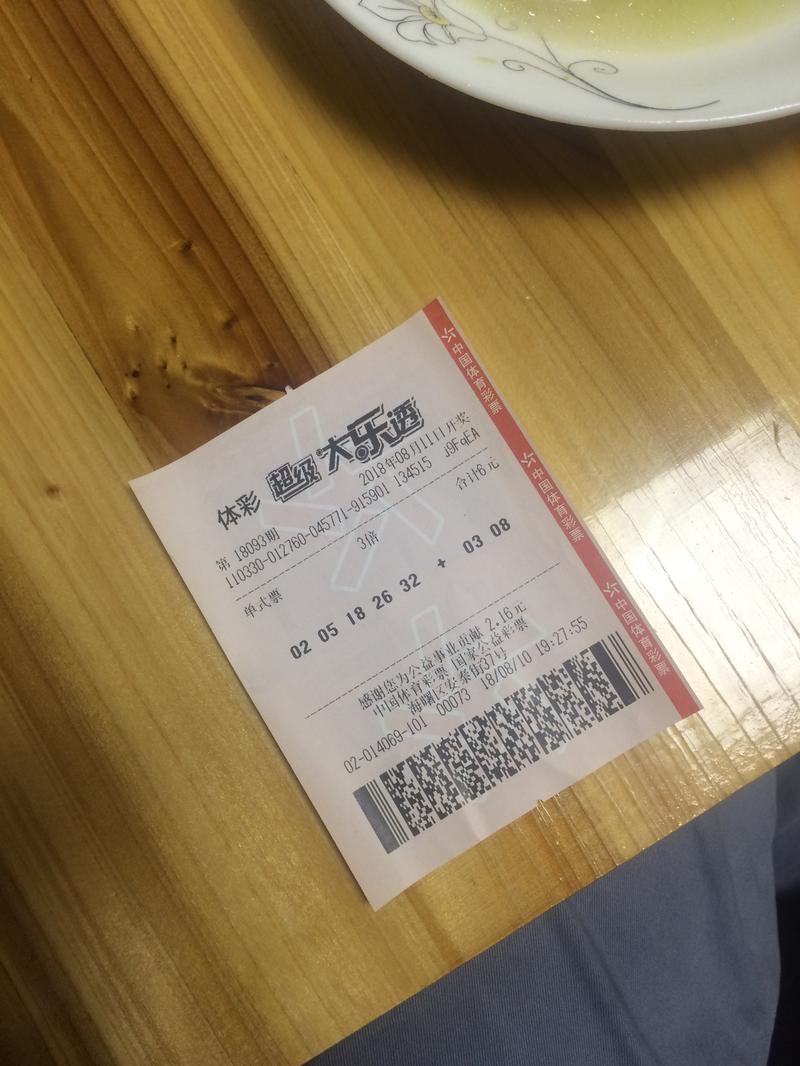 体彩 超级大乐透
第 18093期 2018年08月11日开奖
110330-012760-045771-915901 134515 J9FqEA
单式票 3倍 合计6元
02 05 18 26 32 + 03 08
感谢您为公益事业贡献 2.16元
中国体育彩票 国家公益彩票
海曙区安泰街37号
02-014069-101 00073 18/08/10 19:27:55
中国体育彩票
中国体育彩票
中国体育彩票